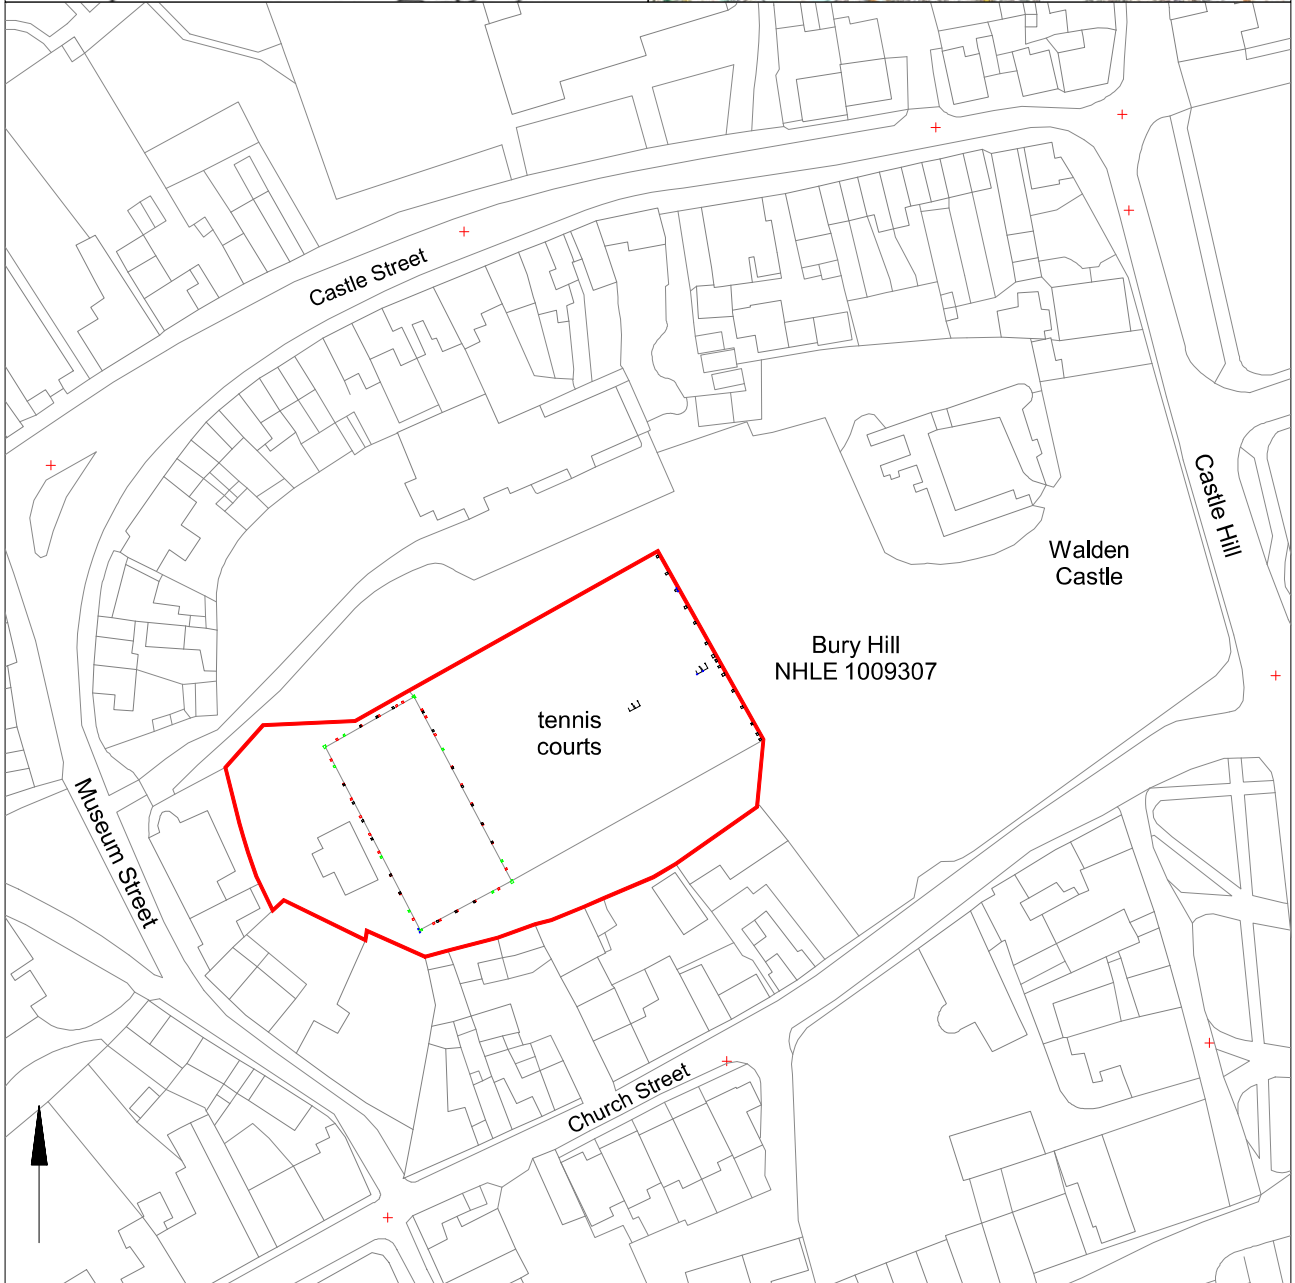 Castle Street
Castle Hill
Walden
Castle
Bury Hill
NHLE 1009307
E
E
tennis
courts
Museum Street
Church Street